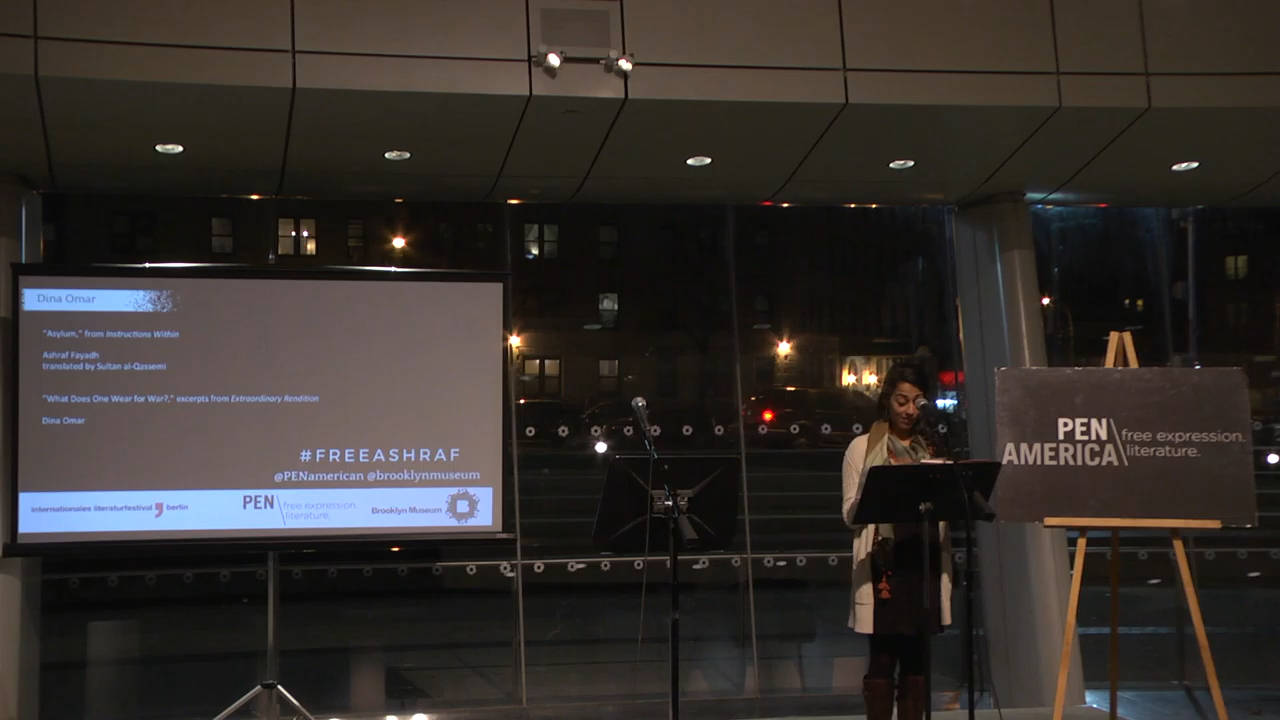 Dina Omar
"Asylum," from Instructions Within
Ashraf Fayadh
translated by Sultan al-Qassemi
"What Does One Wear for War?," excerpts from Extraordinary Rendition
Dina Omar
#FREEASHRAF
@PENamerican @brooklynmuseum
internationales literaturfestival berlin
PEN
free expression.
literature.
Brooklyn Museum
PEN
AMERICA
free expression.
literature.